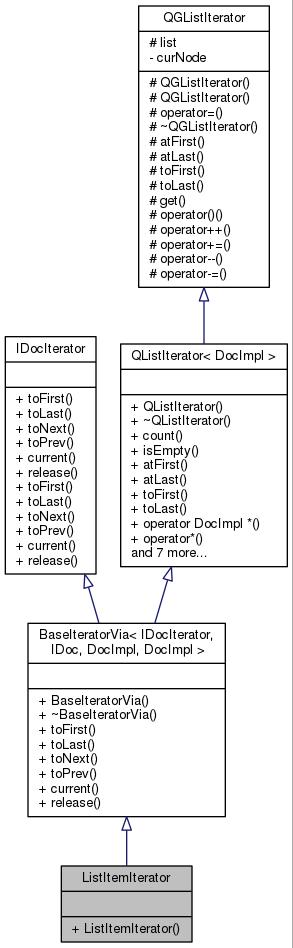 QGListIterator
# list
- curNode
# QGListIterator()
# QGListIterator()
# operator=()
# ~QGListIterator()
# atFirst()
# atLast()
# toFirst()
# toLast()
# get()
# operator()()
# operator++()
# operator+=()
# operator--()
# operator-=()
IDocIterator
+ toFirst()
+ toLast()
+ toNext()
+ toPrev()
+ current()
+ release()
+ toFirst()
+ toLast()
+ toNext()
+ toPrev()
+ current()
+ release()
QListIterator< DocImpl >
+ QListIterator()
+ ~QListIterator()
+ count()
+ isEmpty()
+ atFirst()
+ atLast()
+ toFirst()
+ toLast()
+ operator DocImpl *()
+ operator*()
and 7 more...
BaseIteratorVia< IDocIterator,
IDoc, DocImpl, DocImpl >
+ BaseIteratorVia()
+ ~BaseIteratorVia()
+ toFirst()
+ toLast()
+ toNext()
+ toPrev()
+ current()
+ release()
ListItemIterator
+ ListItemIterator()